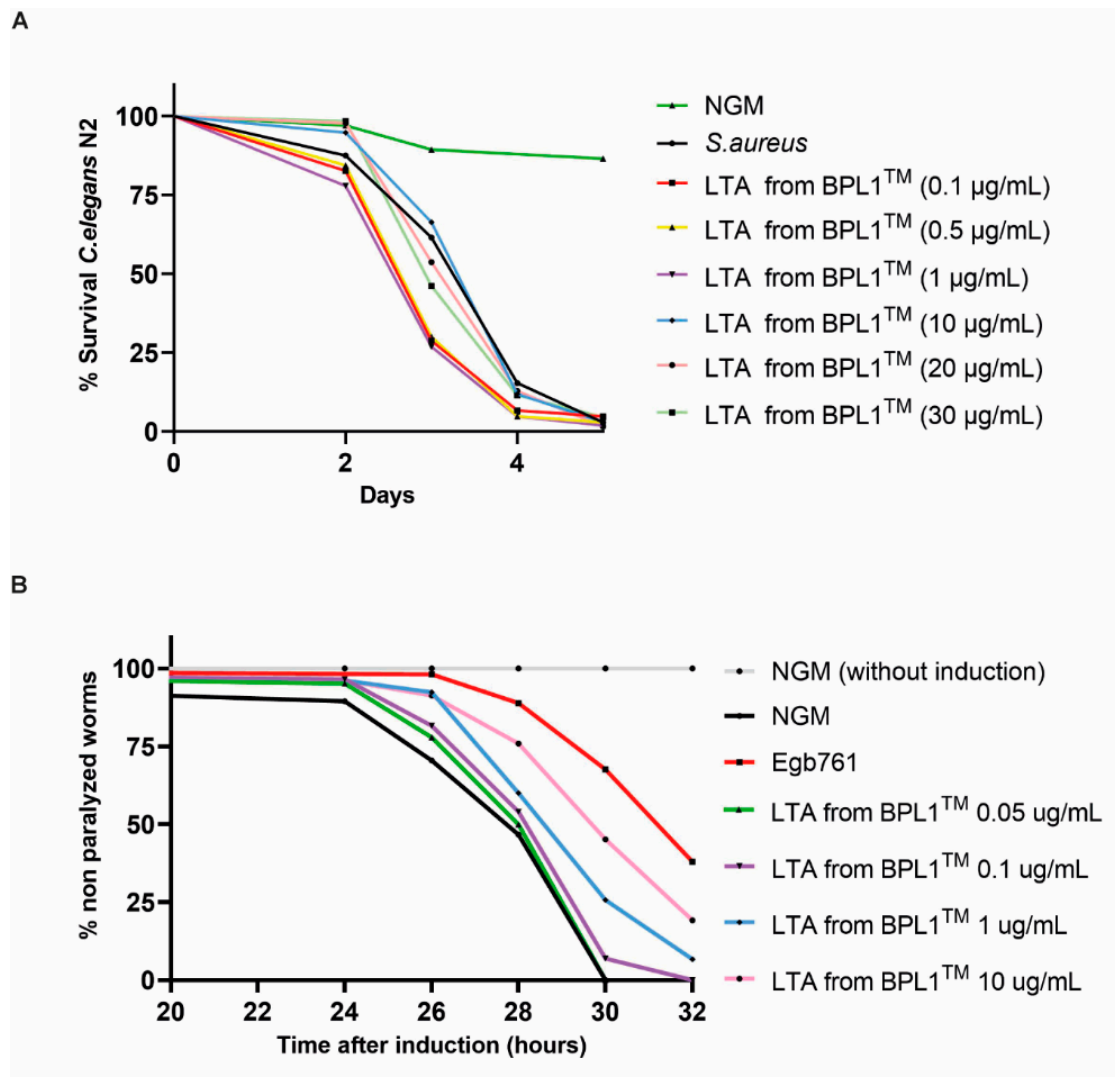 A
% Survival C.elegans N2
100
75
50
25
0
0 2 4
Days
NGM
S.aureus
LTA from BPL1TM (0.1 µg/mL)
LTA from BPL1TM (0.5 µg/mL)
LTA from BPL1TM (1 µg/mL)
LTA from BPL1TM (10 µg/mL)
LTA from BPL1TM (20 µg/mL)
LTA from BPL1TM (30 µg/mL)
B
% non paralyzed worms
100
75
50
25
0
20 22 24 26 28 30 32
Time after induction (hours)
NGM (without induction)
NGM
Egb761
LTA from BPL1TM 0.05 ug/mL
LTA from BPL1TM 0.1 ug/mL
LTA from BPL1TM 1 ug/mL
LTA from BPL1TM 10 ug/mL